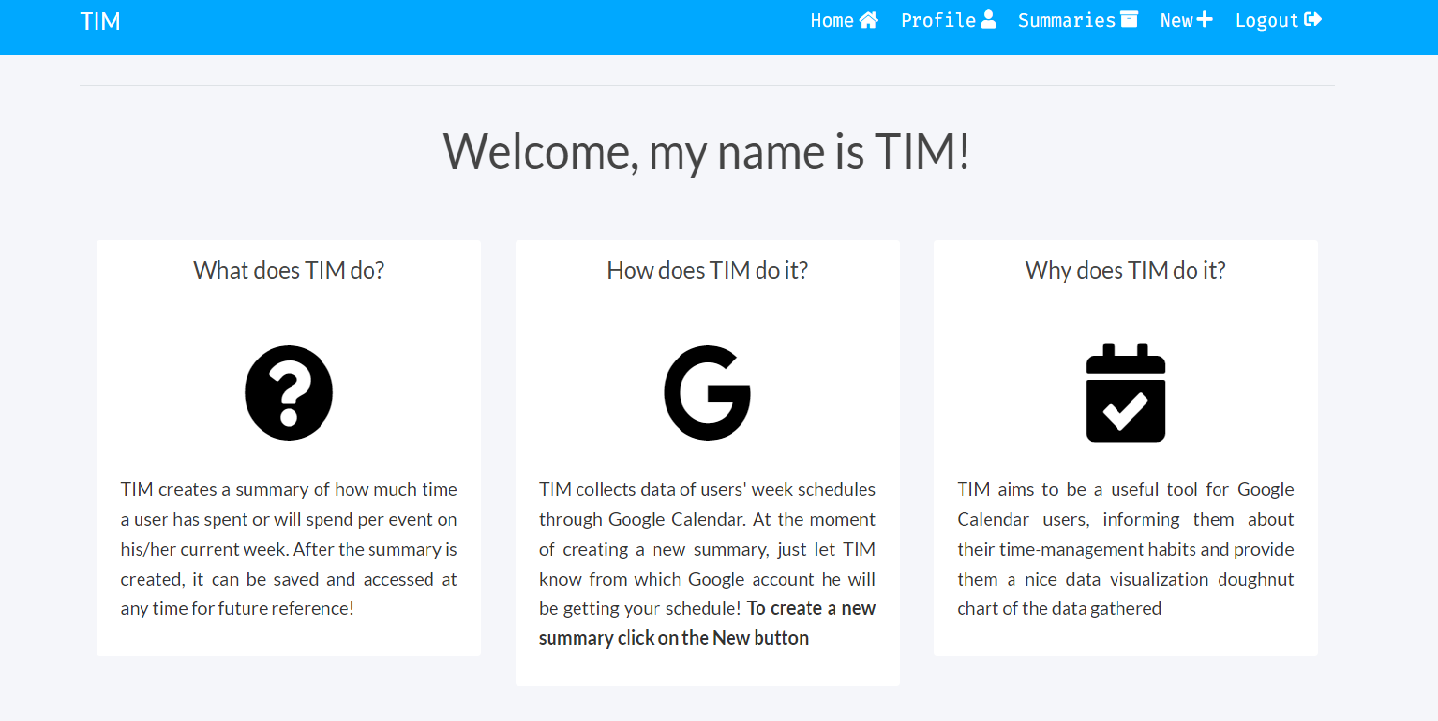 TIM
Home Profile Summaries New Logout
Welcome, my name is TIM!
What does TIM do?
TIM creates a summary of how much time
a user has spent or will spend per event on
his/her current week. After the summary is
created, it can be saved and accessed at
any time for future reference!
How does TIM do it?
TIM collects data of users' week schedules
through Google Calendar. At the moment
of creating a new summary, just let TIM
know from which Google account he will
be getting your schedule! To create a new
summary click on the New button
Why does TIM do it?
TIM aims to be a useful tool for Google
Calendar users, informing them about
their time-management habits and provide
them a nice data visualization doughnut
chart of the data gathered